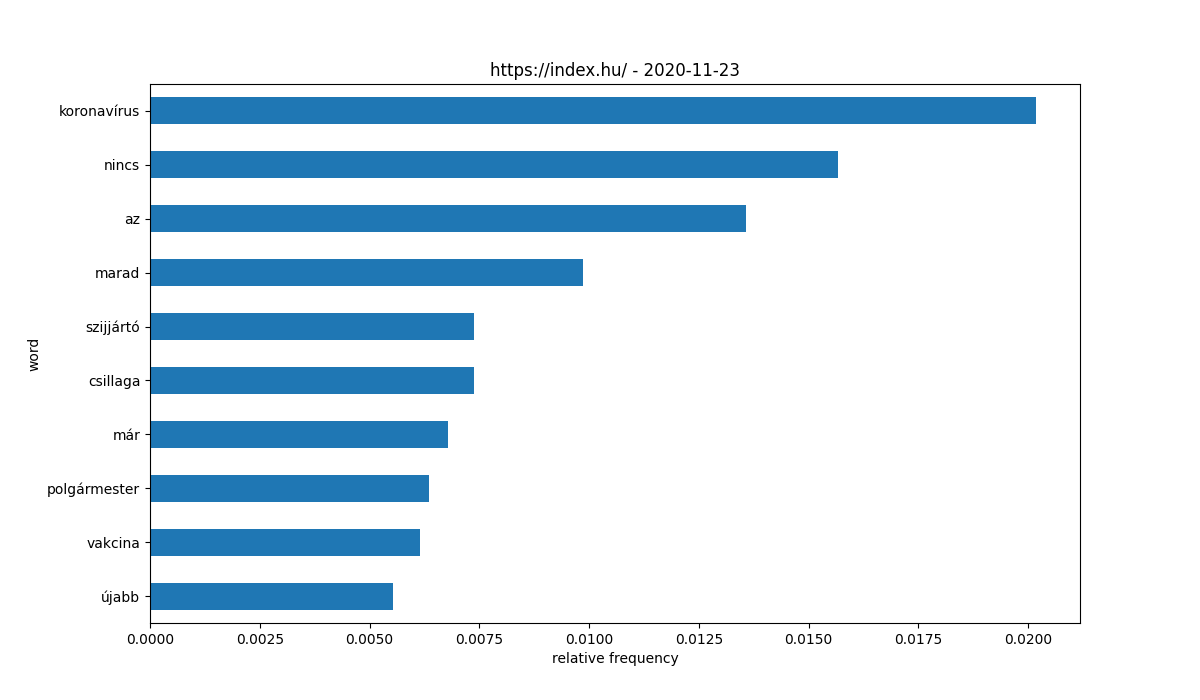 https://index.hu/ - 2020-11-23
word
koronavírus
nincs
az
marad
szijjártó
csillaga
már
polgármester
vakcina
újabb
0.0000 0.0025 0.0050 0.0075 0.0100 0.0125 0.0150 0.0175 0.0200
relative frequency